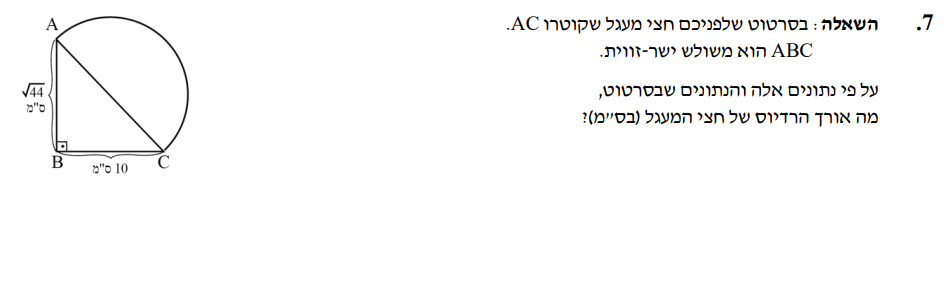 7. השאלה: בסרטוט שלפניכם חצי מעגל שקוטרו AC.
ABC הוא משולש ישר-זווית.
על פי נתונים אלה והנתונים שבסרטוט,
מה אורך הרדיוס של חצי המעגל (בס״מ)?
A
√44
ס"מ
B
C
10 ס"מ